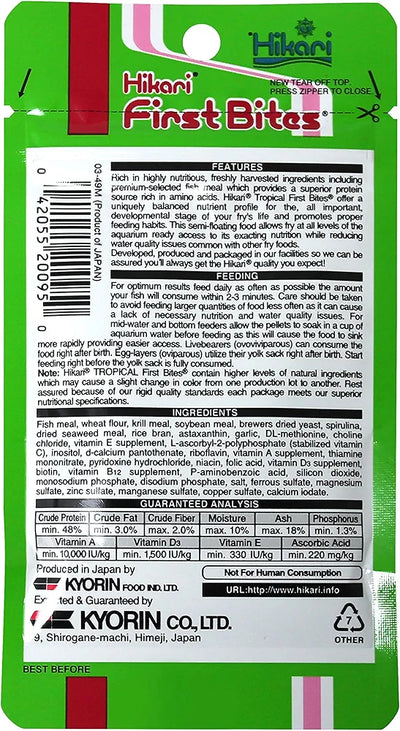 Hikari
NEW TEAR OFF TOP.
PRESS ZIPPER TO CLOSE
Hikari®
First Bites®
FEATURES
Rich in highly nutritious, freshly harvested ingredients including
premium-selected fish meal which provides a superior protein
source rich in amino acids. Hikari® Tropical First Bites® offer a
uniquely balanced nutrient profile for the, all important,
developmental stage of your fry's life and promotes proper
feeding habits. This semi-floating food allows fry at all levels of the
aquarium ready access to its exacting nutrition while reducing
water quality issues common with other fry foods.
Developed, produced and packaged in our facilities so we can be
assured you'll always get the Hikari® quality you expect!
03-49M (Product of JAPAN)
0 42055 20095 0
FEEDING
For optimum results feed daily as often as possible the amount
your fish will consume within 2-3 minutes. Care should be taken
to avoid feeding larger quantities of food less often as it can cause
a lack of necessary nutrition and water quality issues. For
mid-water and bottom feeders allow the pellets to soak in a cup of
aquarium water before feeding as this will cause the food to sink
more rapidly providing easier access. Livebearers (ovoviviparous) can consume the
food right after birth. Egg-layers (oviparous) utilize their yolk sack right after birth. Start
feeding right before the yolk sack is fully consumed.
Note: Hikari® TROPICAL First Bites® contain higher levels of natural ingredients
which may cause a slight change in color from one production lot to another. Rest
assured because of our rigid quality standards each package meets our superior
nutritional specifications.
INGREDIENTS
Fish meal, wheat flour, krill meal, soybean meal, brewers dried yeast, spirulina,
dried seaweed meal, rice bran, astaxanthin, garlic, DL-methionine, choline
chloride, vitamin E supplement, L-ascorbyl-2-polyphosphate (stabilized vitamin
C), inositol, d-calcium pantothenate, riboflavin, vitamin A supplement, thiamine
mononitrate, pyridoxine hydrochloride, niacin, folic acid, vitamin D3 supplement,
biotin, vitamin B12 supplement, P-aminobenzoic acid, silicon dioxide,
monosodium phosphate, disodium phosphate, salt, ferrous sulfate, magnesium
sulfate, zinc sulfate, manganese sulfate, copper sulfate, calcium iodate.
GUARANTEED ANALYSIS
Crude Protein Crude Fat Crude Fiber Moisture Ash Phosphorus
min. 48% min. 3.0% max. 2.0% max. 10% max. 18% min. 1.3%
Vitamin A Vitamin D3 Vitamin E Ascorbic Acid
min. 10,000 IU/kg min. 1,500 IU/kg min. 330 IU/kg min. 220 mg/kg
Produced in Japan by
KYORIN FOOD IND. LTD.
Not For Human Consumption
URL:http://www.hikari.info
& Guaranteed by
KYORIN CO., LTD.
9, Shirogane-machi, Himeji, Japan
7
OTHER
BEST BEFORE